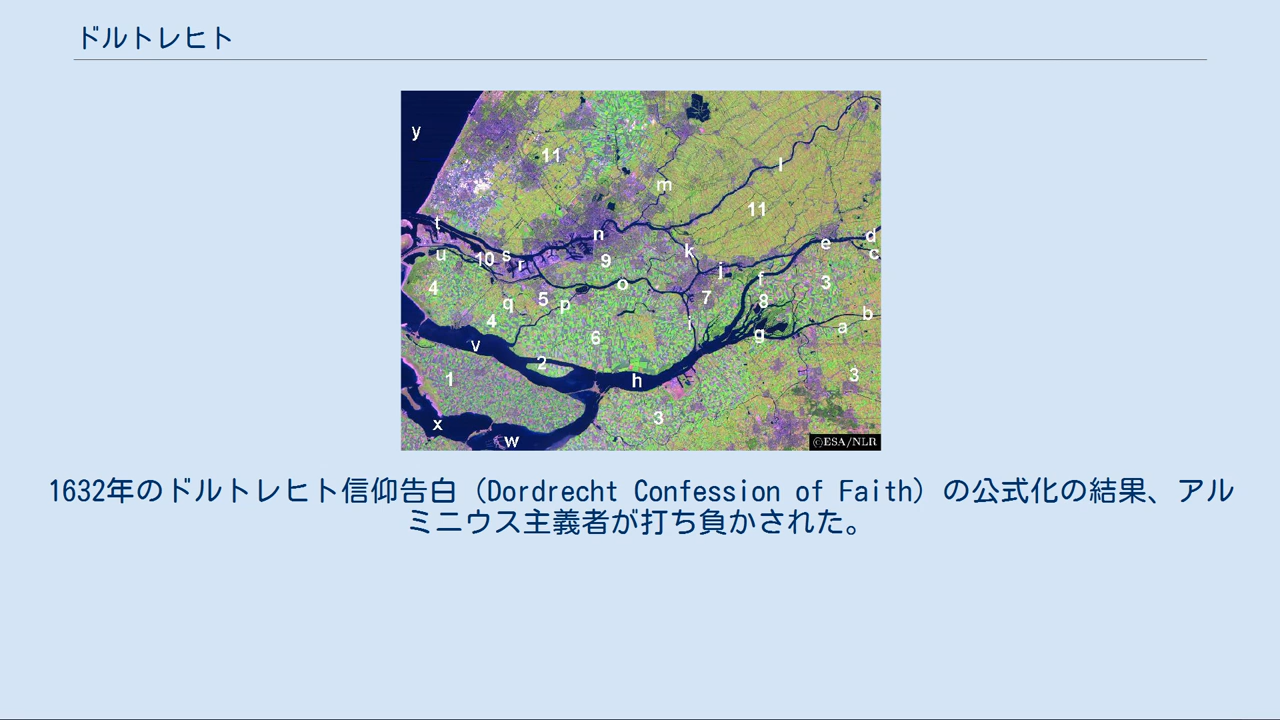 ドルトレヒト
y
11
l
m
11
t
n
d
e
k
c
u
10
s
r
9
j
f
3
4
o
7
8
q
5
p
b
4
i
a
6
g
v
2
1
h
3
3
x
w
©ESA/NLR
1632年のドルトレヒト信仰告白（Dordrecht Confession of Faith）の公式化の結果、アル
ミニウス主義者が打ち負かされた。